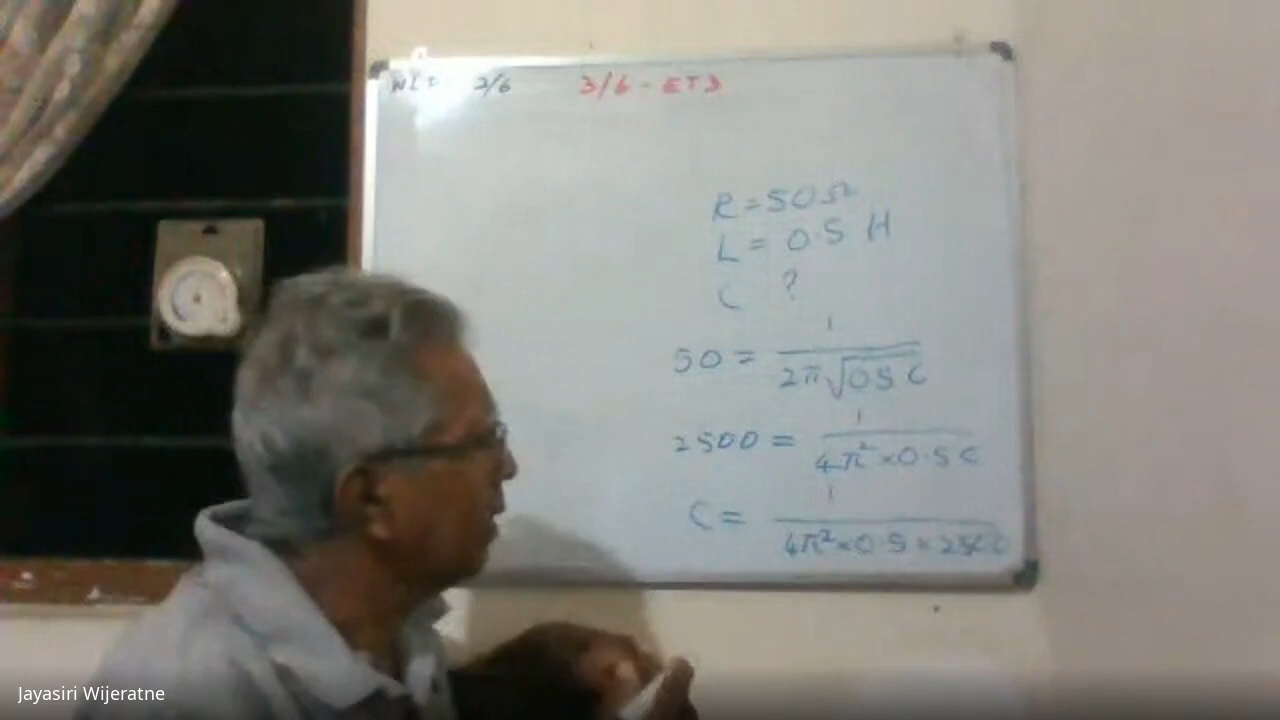 2/6 3/6 - ETD
R = 50 Ω
L = 0.5 H
C ?
50 = 1 / 2π√0.5 C
2500 = 1 / 4π² × 0.5 C
C = 1 / 4π² × 0.5 × 2500
Jayasiri Wijeratne